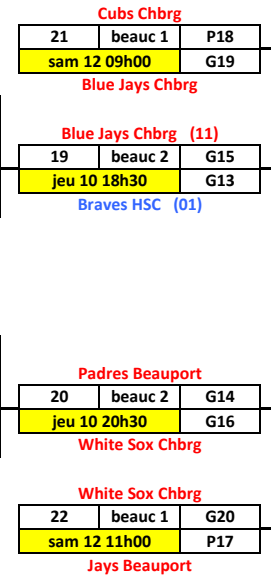 Cubs Chbrg
21 beauc 1 P18
sam 12 09h00 G19
Blue Jays Chbrg
Blue Jays Chbrg (11)
19 beauc 2 G15
jeu 10 18h30 G13
Braves HSC (01)
Padres Beauport
20 beauc 2 G14
jeu 10 20h30 G16
White Sox Chbrg
White Sox Chbrg
22 beauc 1 G20
sam 12 11h00 P17
Jays Beauport